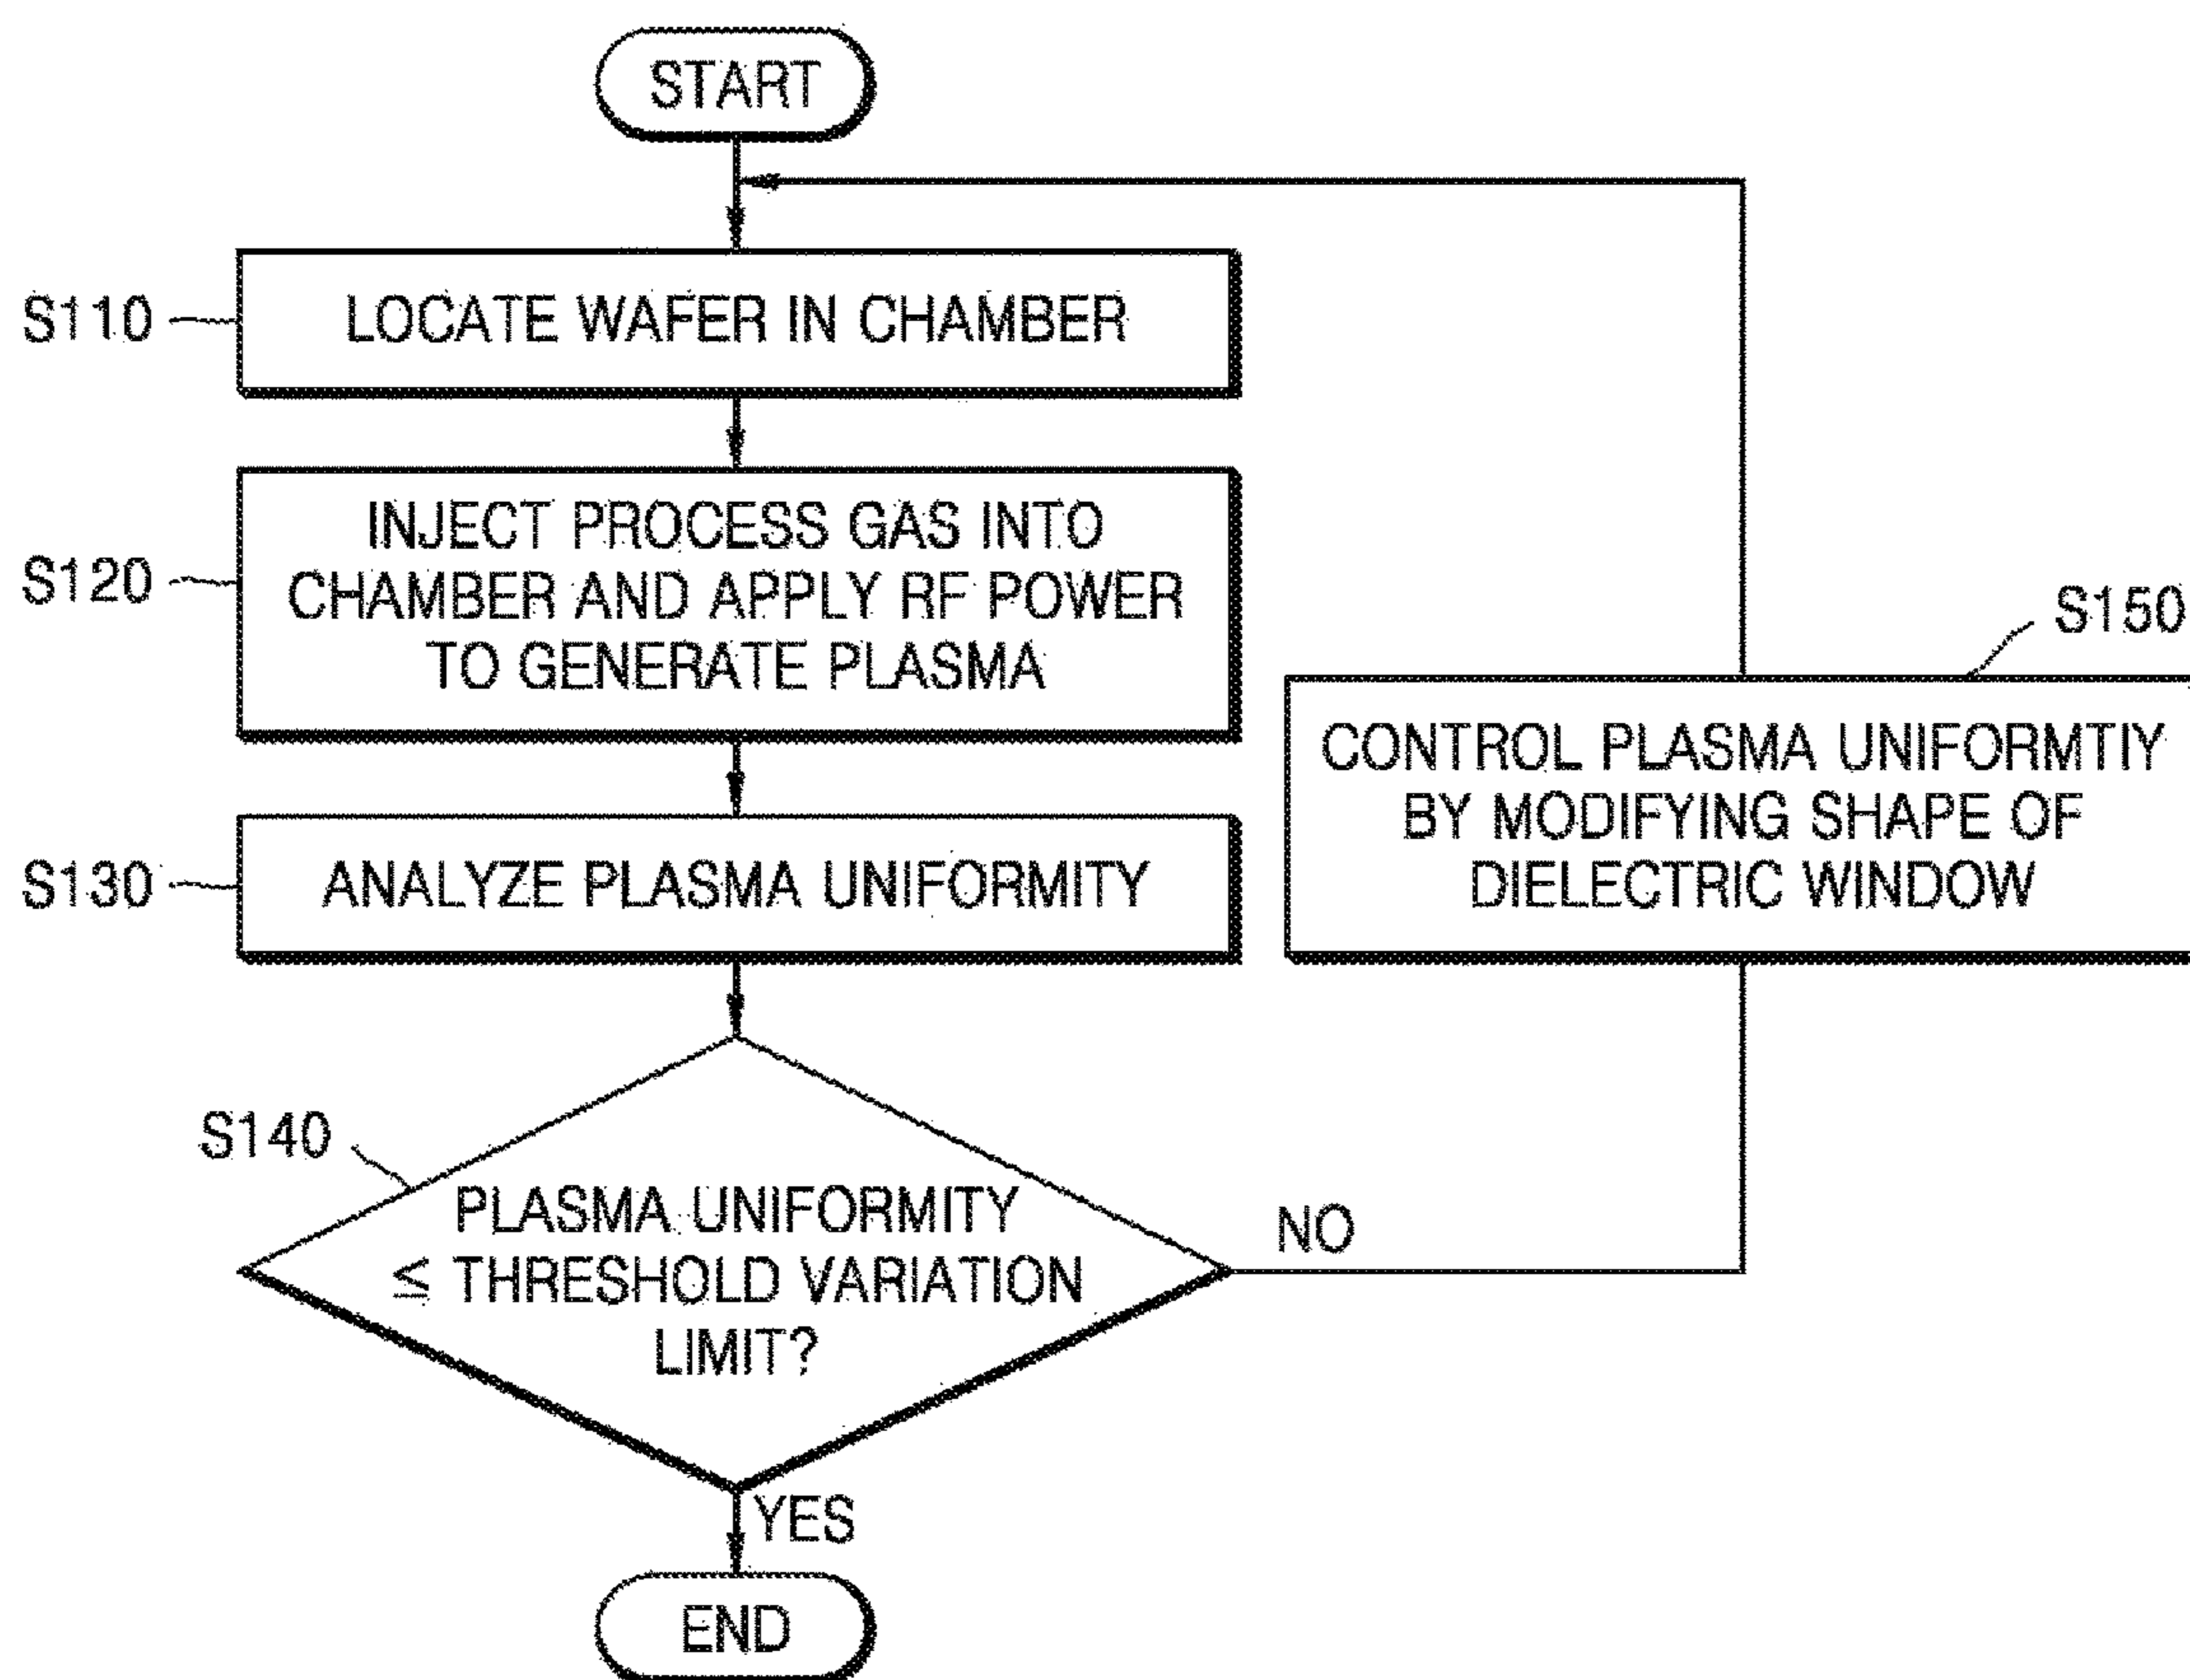 START
S110
LOCATE WAFER IN CHAMBER
S120
INJECT PROCESS GAS INTO
CHAMBER AND APPLY RF POWER
TO GENERATE PLASMA
S130
ANALYZE PLASMA UNIFORMITY
S140
PLASMA UNIFORMITY
≦ THRESHOLD VARIATION
LIMIT?
NO
S150
CONTROL PLASMA UNIFORMTIY
BY MODIFYING SHAPE OF
DIELECTRIC WINDOW
YES
END